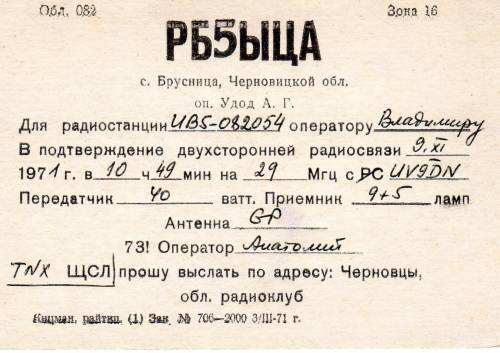 Обл. 082 Зона 16
РБ5ЫЦА
с. Брусница, Черновицкой обл.
оп. Удод А. Г.
Для радиостанции UB5-082054 оператору Владимиру
В подтверждение двухсторонней радиосвязи 9.XI
1971 г. в 10 ч 49 мин на 29 Мгц с РС UV9DN
Передатчик 40 ватт. Приемник 9+5 ламп
Антенна GP
73! Оператор Анатолий
TNX ЩСЛ прошу выслать по адресу: Черновцы,
обл. радиоклуб
Кицман. райтип. (1) Зак № 706—2000 3/III-71 г.